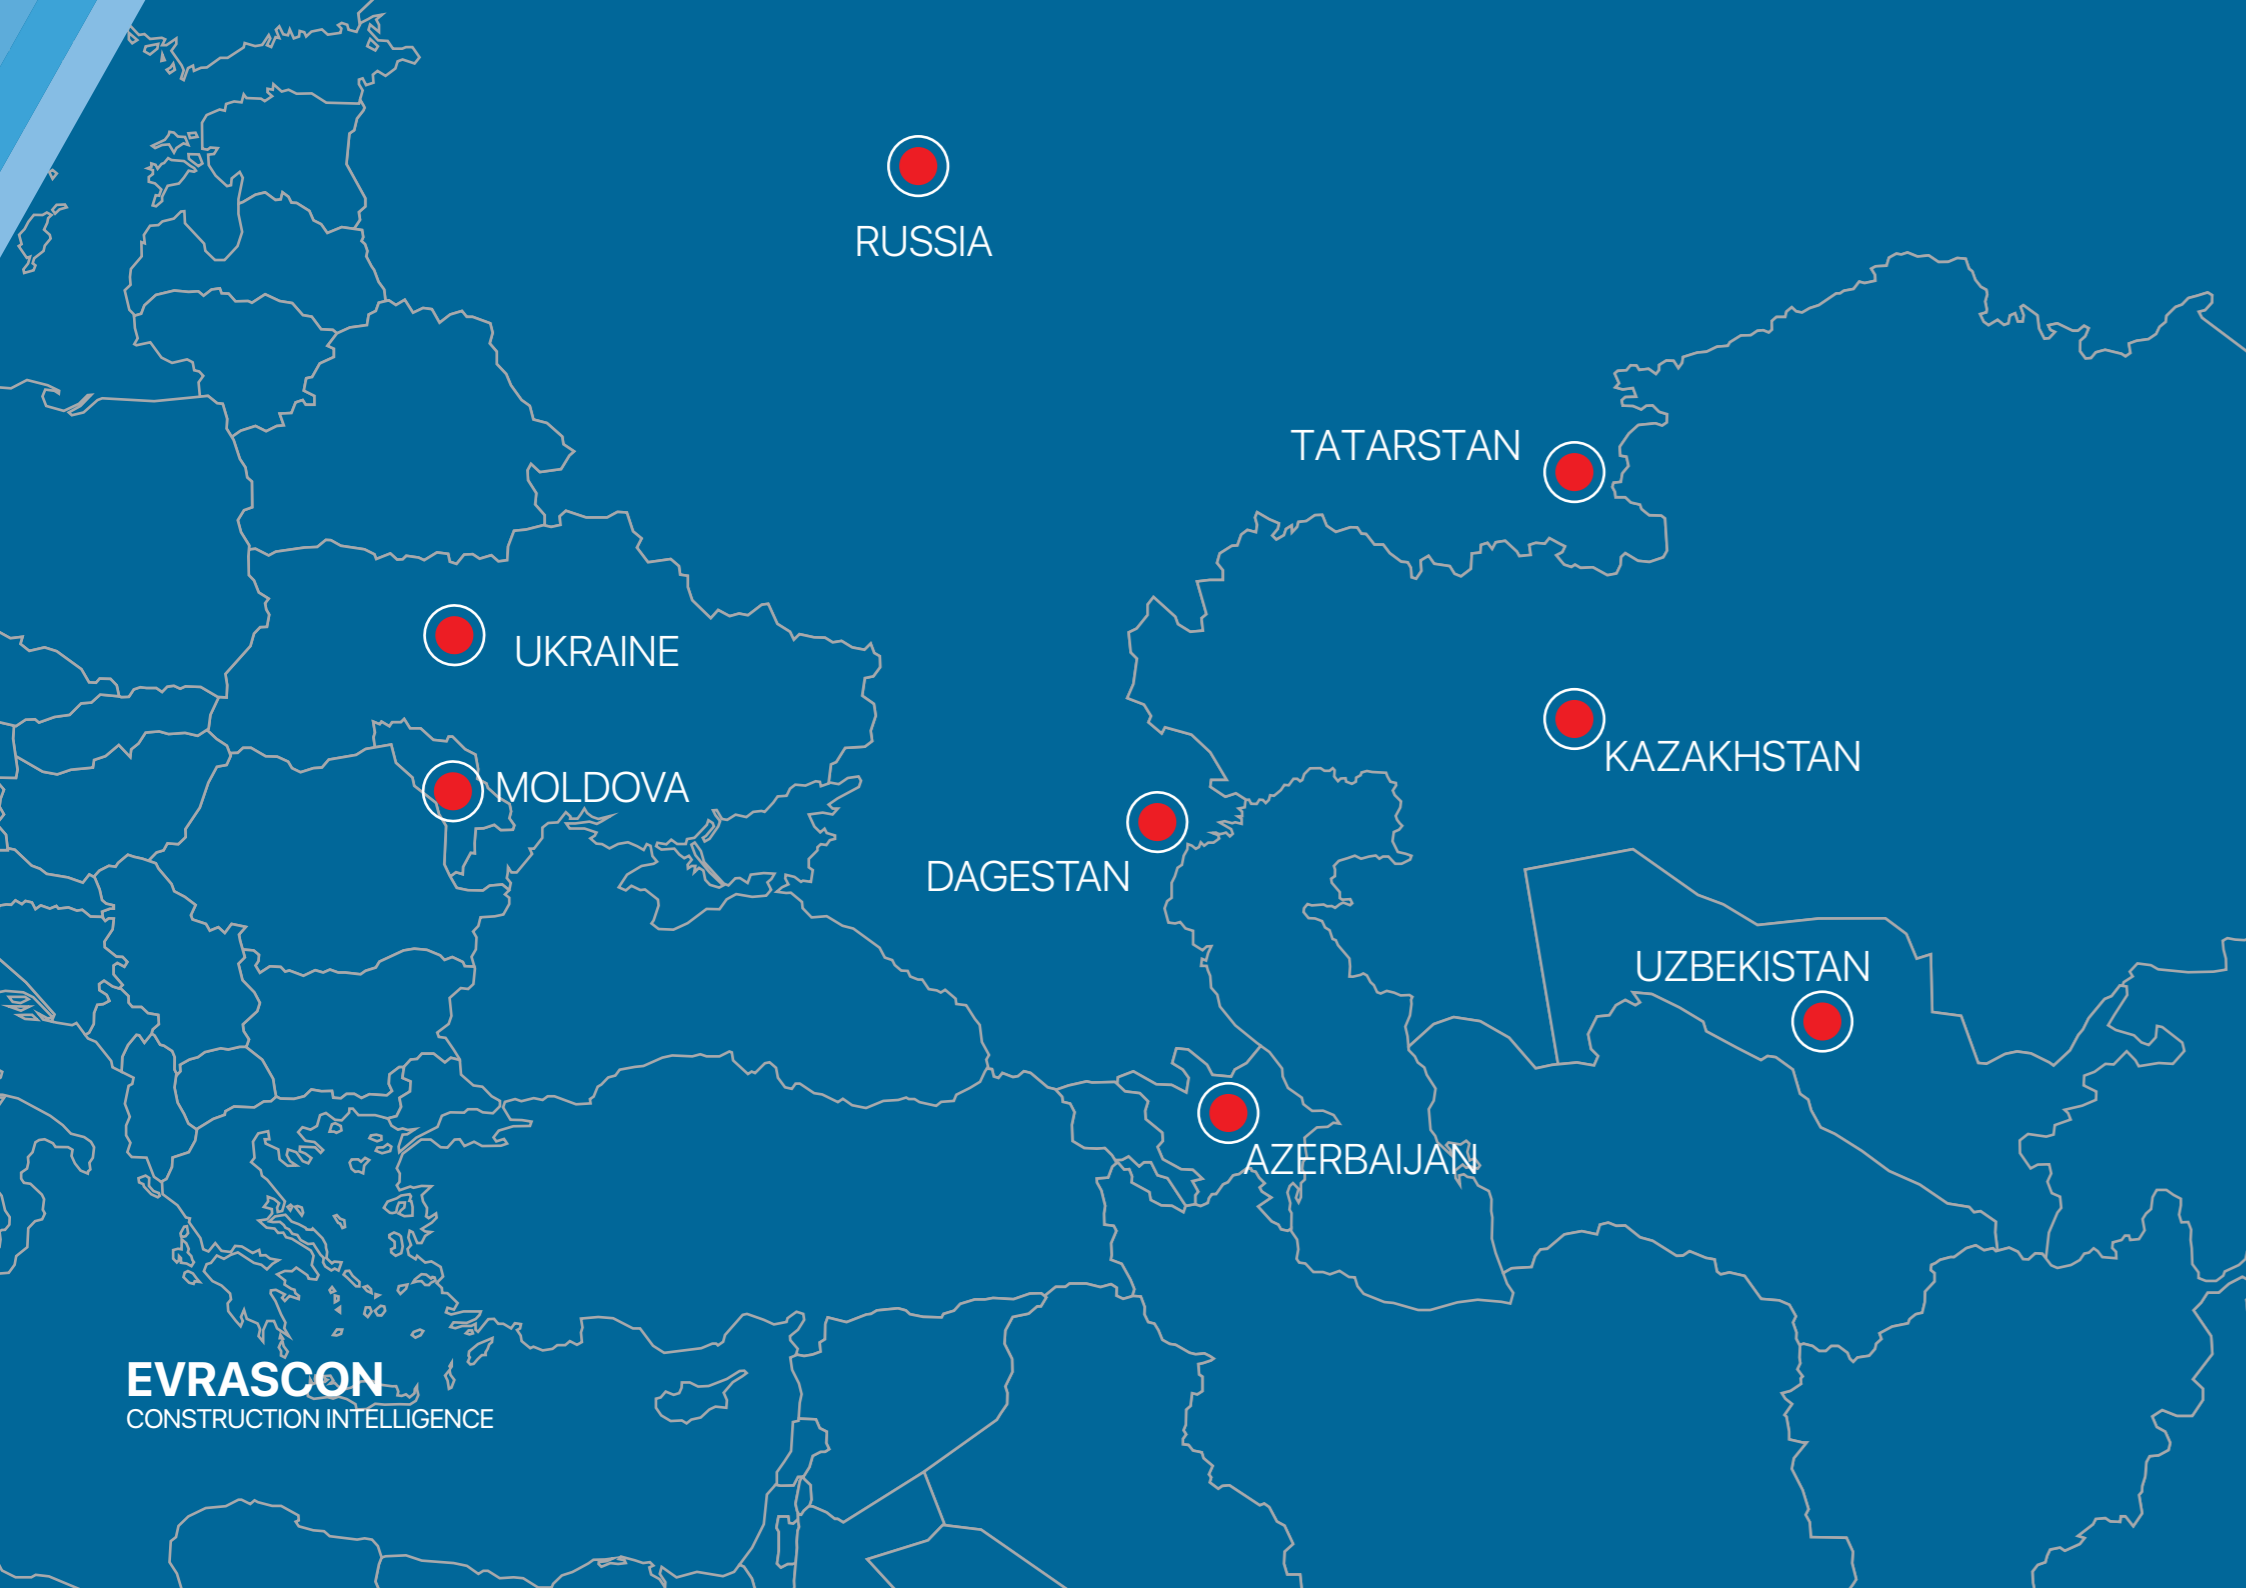 RUSSIA
TATARSTAN
UKRAINE
KAZAKHSTAN
MOLDOVA
DAGESTAN
UZBEKISTAN
AZERBAIJAN
EVRASCON
CONSTRUCTION INTELLIGENCE